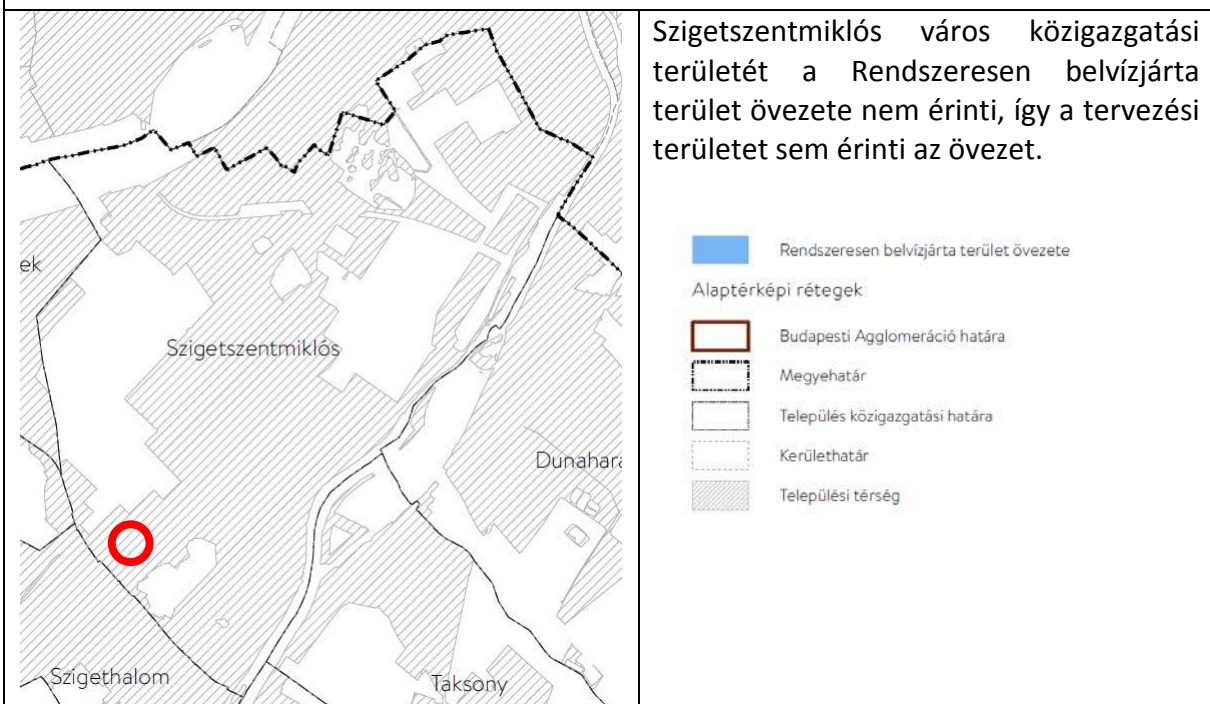 Szigetszentmiklós város közigazgatási
területét a Rendszeresen belvízjárta
terület övezete nem érinti, így a tervezési
területet sem érinti az övezet.
ek
Szigetszentmiklós
Dunahara
Szigethalom
Taksony
Rendszeresen belvízjárta terület övezete
Alaptérképi rétegek
Budapesti Agglomeráció határa
Megyehatár
Település közigazgatási határa
Kerülethatár
Települési térség